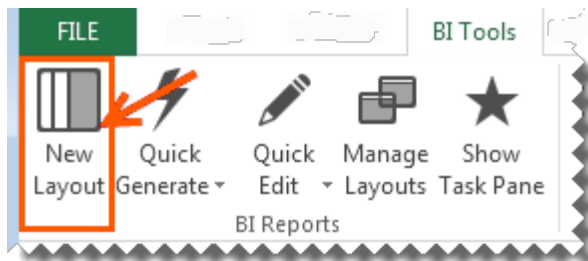 FILE BI Tools
New Quick Quick Manage Show
Layout Generate Edit Layouts Task Pane
BI Reports